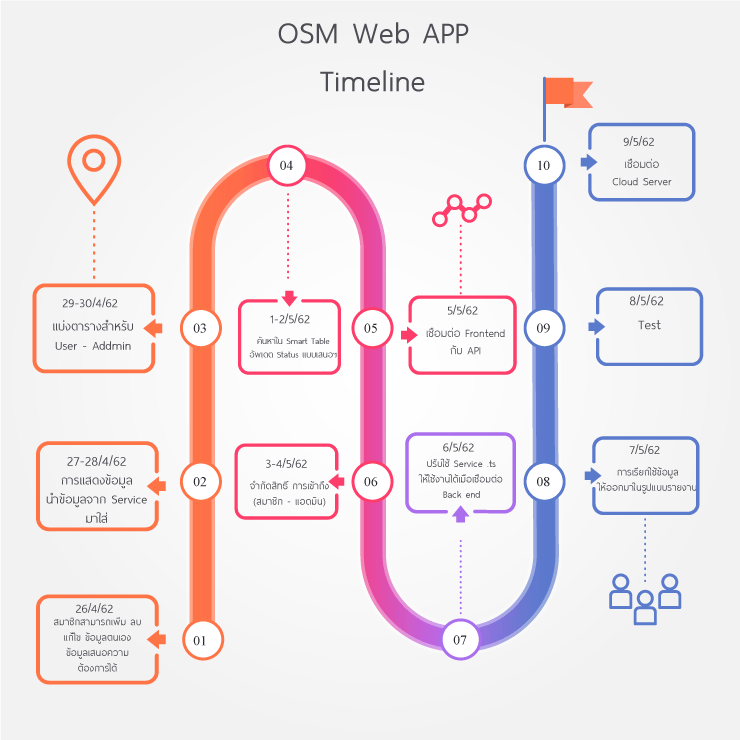 OSM Web APP
Timeline
01
26/4/62
สมาชิกสามารถเพิ่ม ลบ
แก้ไข ข้อมูลตนเอง
ข้อมูลเสนอความ
ต้องการได้
02
27-28/4/62
การแสดงข้อมูล
นำข้อมูลจาก Service
มาใส่
03
29-30/4/62
แบ่งตารางสำหรับ
User - Addmin
04
1-2/5/62
ค้นหาใน Smart Table
อัพเดต Status แบบเสนอฯ
05
5/5/62
เชื่อมต่อ Frontend
กับ API
06
3-4/5/62
จำกัดสิทธิ์ การเข้าถึง
(สมาชิก - แอดมิน)
07
6/5/62
ปรับใช้ Service .ts
ให้ใช้งานได้เมื่อเชื่อมต่อ
Back end
08
7/5/62
การเรียกใช้ข้อมูล
ให้ออกมาในรูปแบบรายงาน
09
8/5/62
Test
10
9/5/62
เชื่อมต่อ
Cloud Server